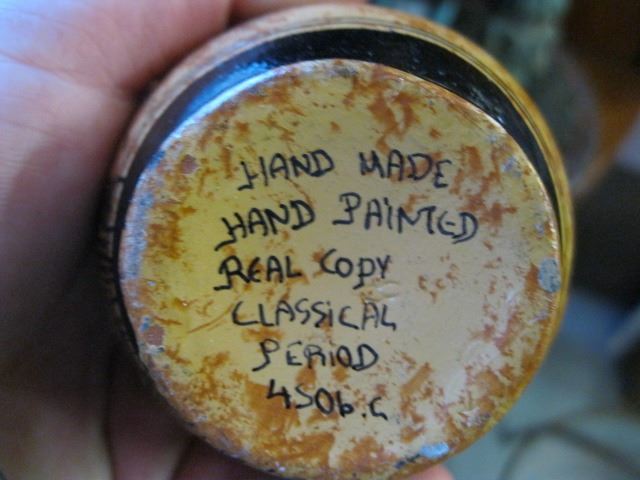 HAND MADE
HAND PAINTED
REAL COPY
CLASSICAL
PERIOD
450b.c